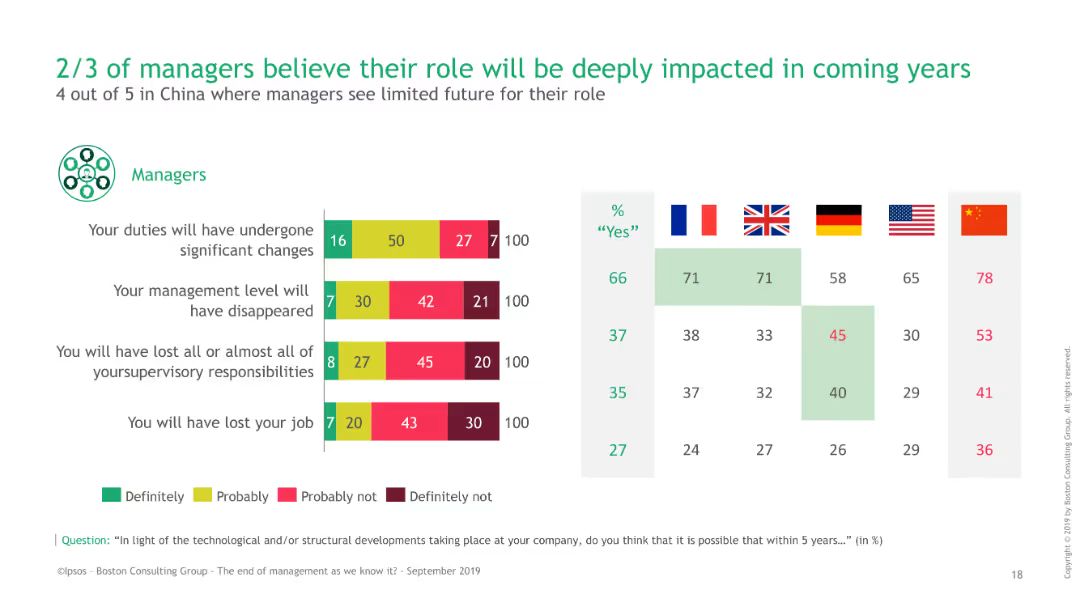 2/3 of managers believe their role will be deeply impacted in coming years
4 out of 5 in China where managers see limited future for their role
Managers
Your duties will have undergone
significant changes
16 50 27 7 100
Your management level will
have disappeared
7 30 42 21 100
You will have lost all or almost all of
yoursupervisory responsibilities
8 27 45 20 100
You will have lost your job
7 20 43 30 100
Definitely Probably Probably not Definitely not
%
“Yes”
66 71 71 58 65 78
37 38 33 45 30 53
35 37 32 40 29 41
27 24 27 26 29 36
Question: “In light of the technological and/or structural developments taking place at your company, do you think that it is possible that within 5 years…” (in %)
©Ipsos – Boston Consulting Group – The end of management as we know it? - September 2019
18
Copyright © 2019 by Boston Consulting Group. All rights reserved.